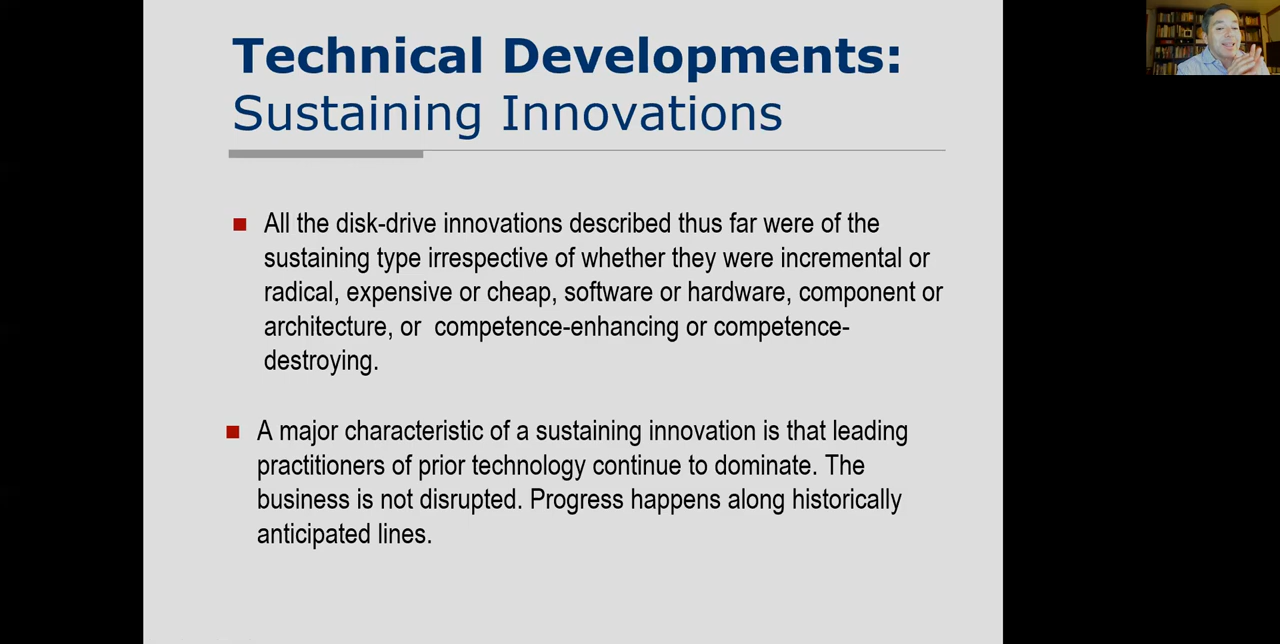 Technical Developments:
Sustaining Innovations
All the disk-drive innovations described thus far were of the
sustaining type irrespective of whether they were incremental or
radical, expensive or cheap, software or hardware, component or
architecture, or competence-enhancing or competence-
destroying.
A major characteristic of a sustaining innovation is that leading
practitioners of prior technology continue to dominate. The
business is not disrupted. Progress happens along historically
anticipated lines.